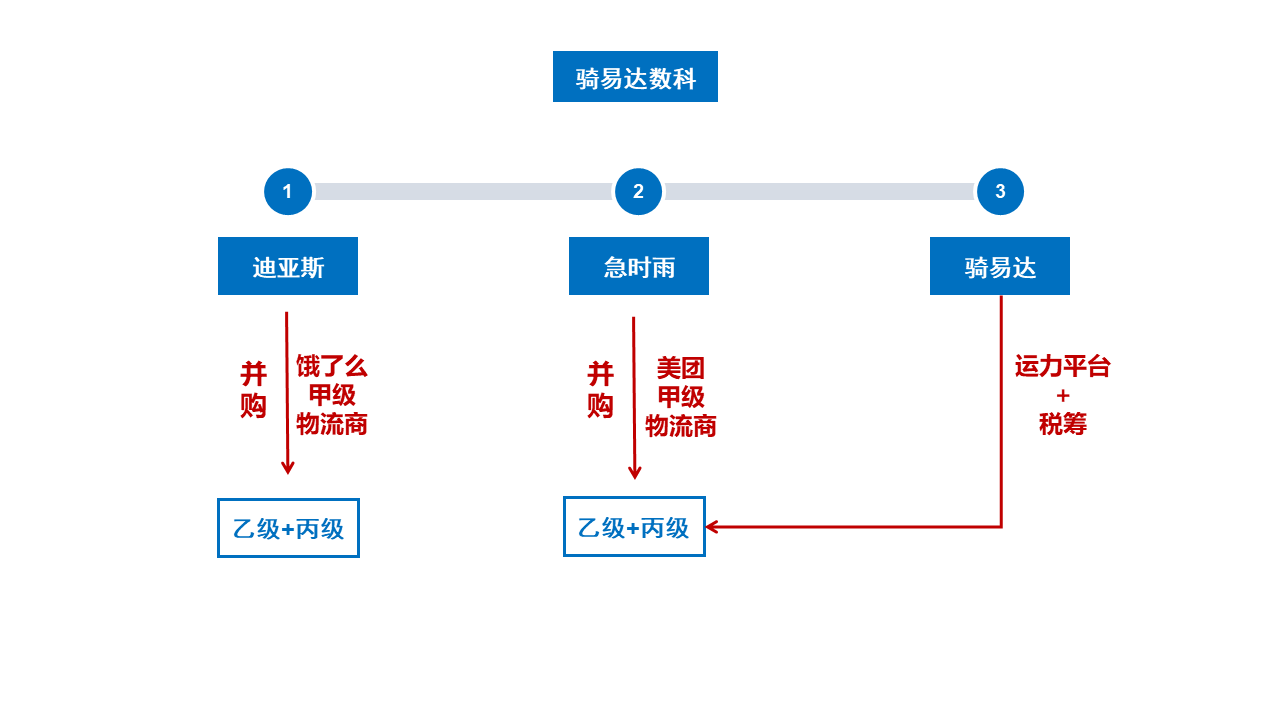 骑易达数科
1
2
3
迪亚斯
急时雨
骑易达
并
购
饿了么
甲级
物流商
并
购
美团
甲级
物流商
运力平台
+
税筹
乙级+丙级
乙级+丙级